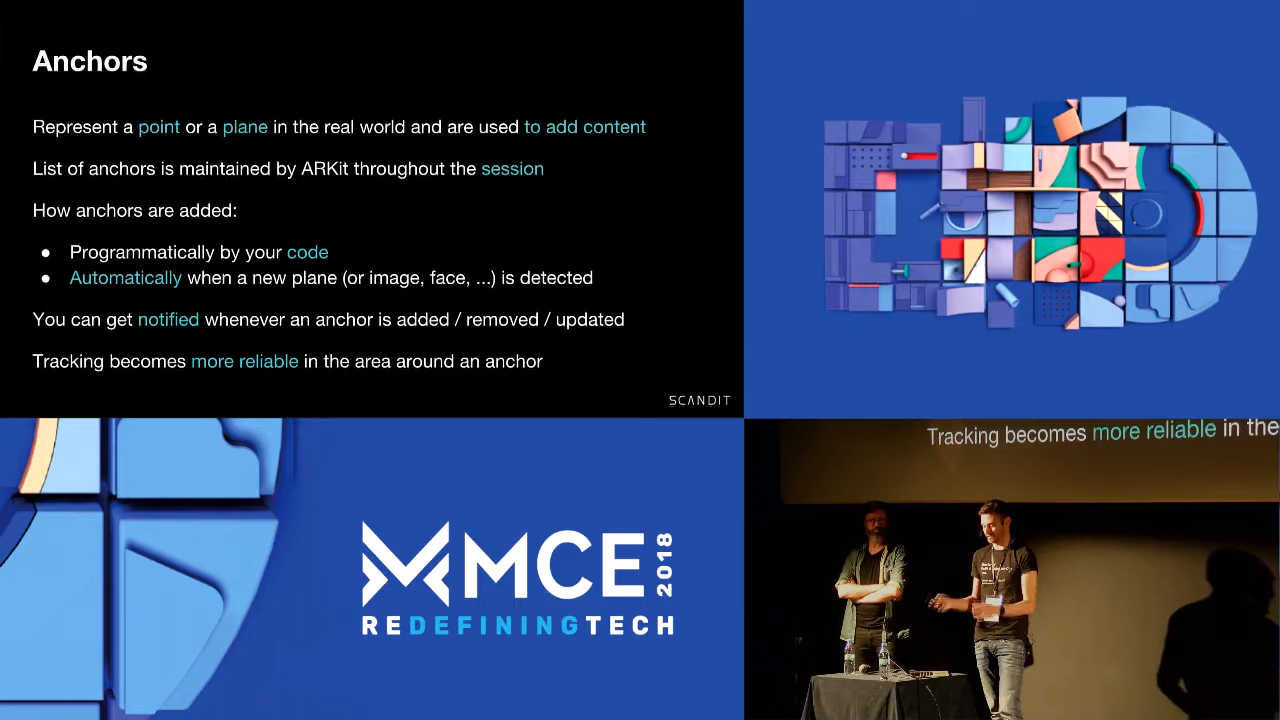 Anchors
Represent a point or a plane in the real world and are used to add content
List of anchors is maintained by ARKit throughout the session
How anchors are added:
● Programmatically by your code
● Automatically when a new plane (or image, face, ...) is detected
You can get notified whenever an anchor is added / removed / updated
Tracking becomes more reliable in the area around an anchor
SCANDIT
MCE 2018
REDEFININGTECH
Tracking becomes more reliable in the